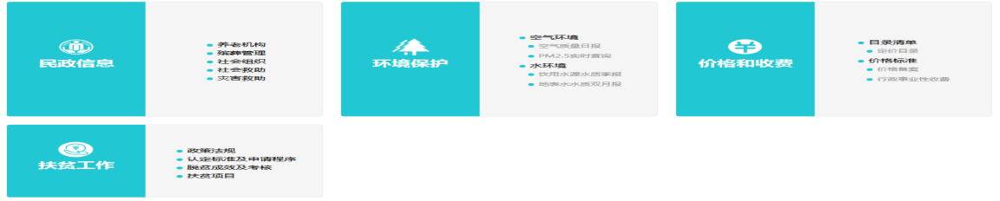 民政信息
养老机构
殡葬管理
社会组织
社会救助
灾害救助
环境保护
空气环境
空气质量日报
PM2.5实时查询
水环境
饮用水源水质季报
地表水水质双月报
价格和收费
目录清单
定价目录
价格标准
价格备案
行政事业性收费
扶贫工作
政策法规
认定标准及申请程序
脱贫成效及考核
扶贫项目